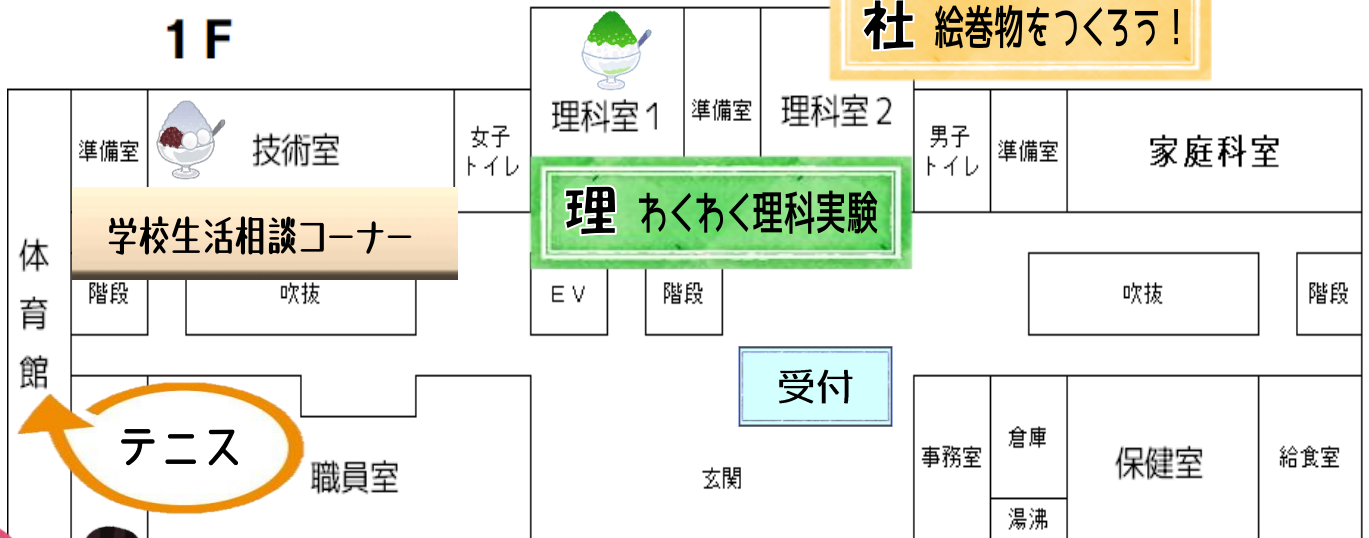 1F
社 絵巻物をつくろう!
体育館
準備室
技術室
女子
トイレ
理科室1
準備室
理科室2
男子
トイレ
準備室
家庭科室
学校生活相談コーナー
理 わくわく理科実験
階段
吹抜
EV
階段
吹抜
階段
受付
テニス
職員室
玄関
事務室
倉庫
湯沸
保健室
給食室